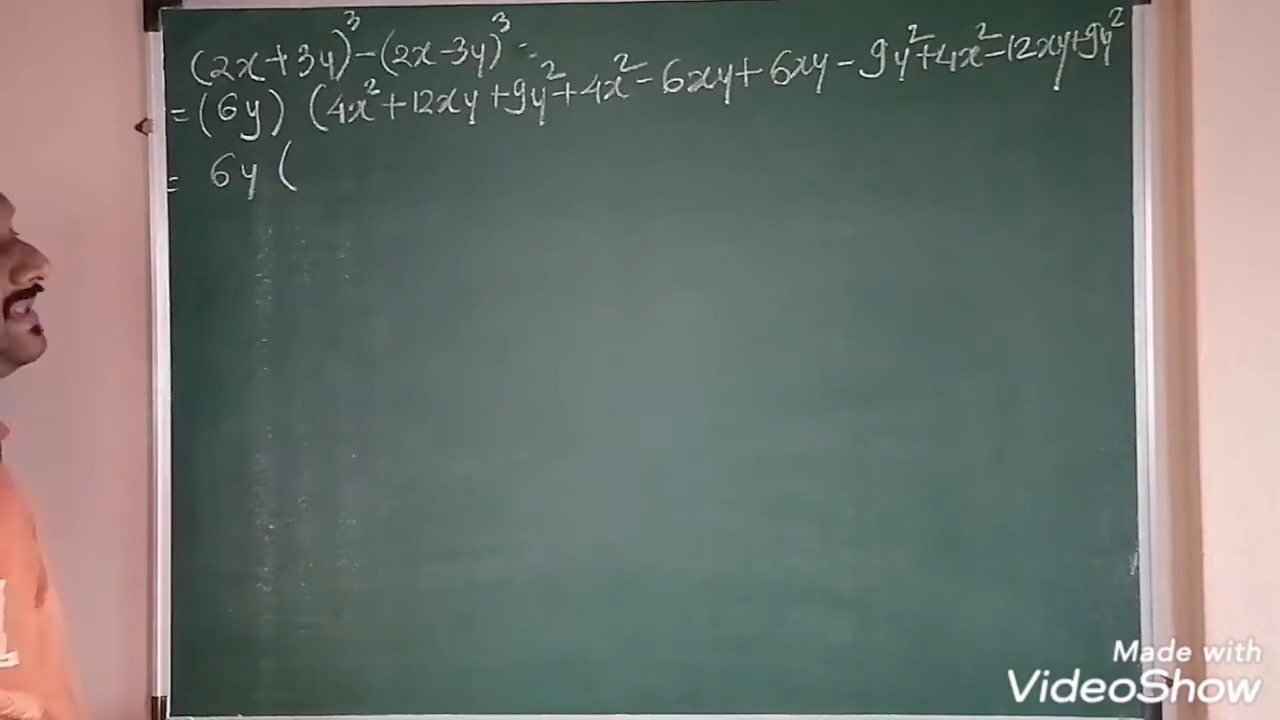 (2x+3y)³-(2x-3y)³:-
=(6y) (4x²+12xy+9y²+4x²-6xy+6xy-9y²+4x²-12xy+9y²
= 6y (
Made with
VideoShow